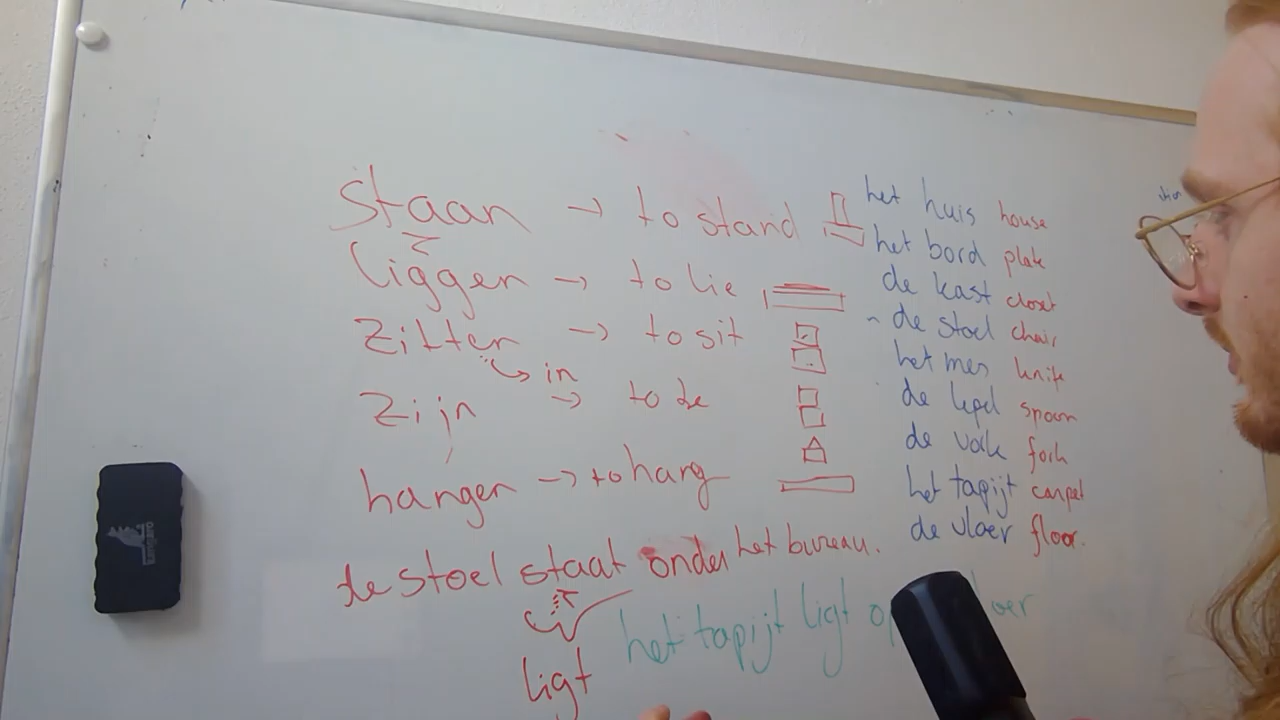 staan → to stand
liggen → to lie
zitten → to sit
in
zijn → to be
hangen → to hang
de stoel staat onder het bureau.
ligt
het tapijt ligt op
het huis house
het bord plate
de kast closet
de stoel chair
het mes knife
de lepel spoon
de vork fork
het tapijt carpet
de vloer floor.